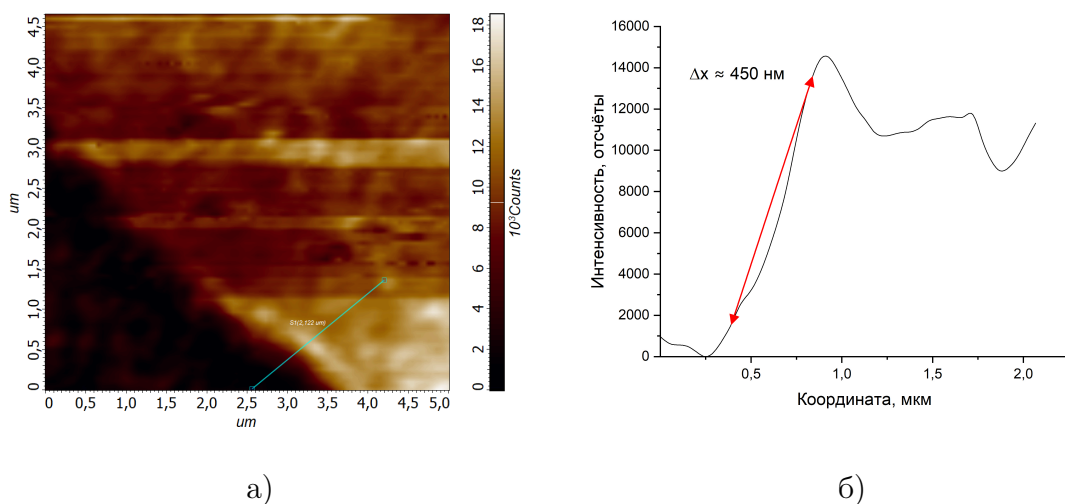 4,5
4,0
3,5
3,0
2,5
2,0
1,5
1,0
0,5
0
um
0 0,5 1,0 1,5 2,0 2,5 3,0 3,5 4,0 4,5 5,0
um
S1(2,122 um)
18
16
14
12
10
8
6
4
2
0
10³Counts
16000
14000
12000
10000
8000
6000
4000
2000
0
Интенсивность, отсчёты
Δx ≈ 450 нм
0,5 1,0 1,5 2,0
Координата, мкм
а) б)